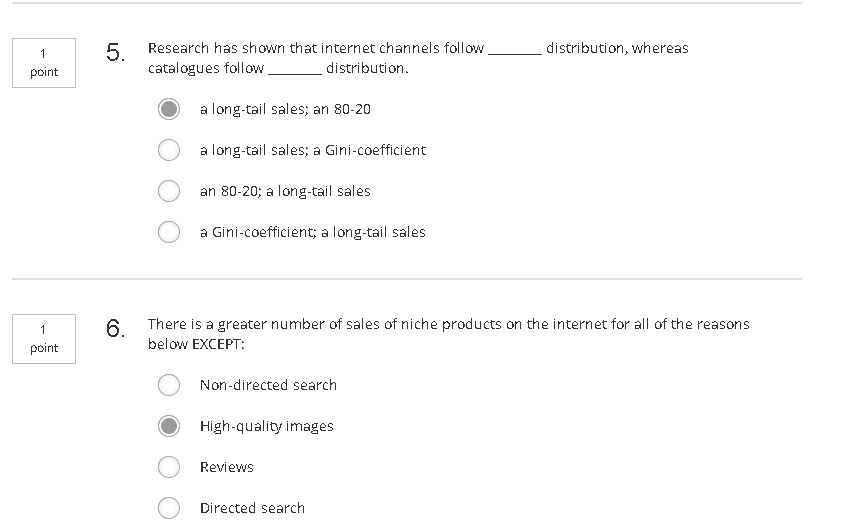 1
point
5.
Research has shown that internet channels follow _______ distribution, whereas
catalogues follow _______ distribution.
a long-tail sales; an 80-20
a long-tail sales; a Gini-coefficient
an 80-20; a long-tail sales
a Gini-coefficient; a long-tail sales
1
point
6.
There is a greater number of sales of niche products on the internet for all of the reasons
below EXCEPT:
Non-directed search
High-quality images
Reviews
Directed search